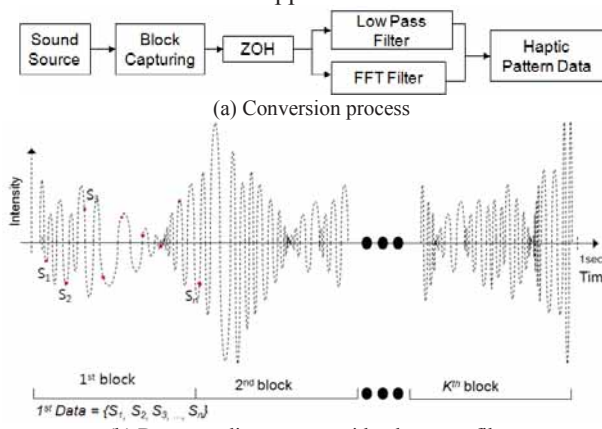 Sound Source
Block Capturing
ZOH
Low Pass Filter
FFT Filter
Haptic Pattern Data
(a) Conversion process
Intensity
S3
S1
S2
Sn
1sec
Tim
1st block
2nd block
Kth block
1st Data = {S1, S2, S3, ..., Sn}